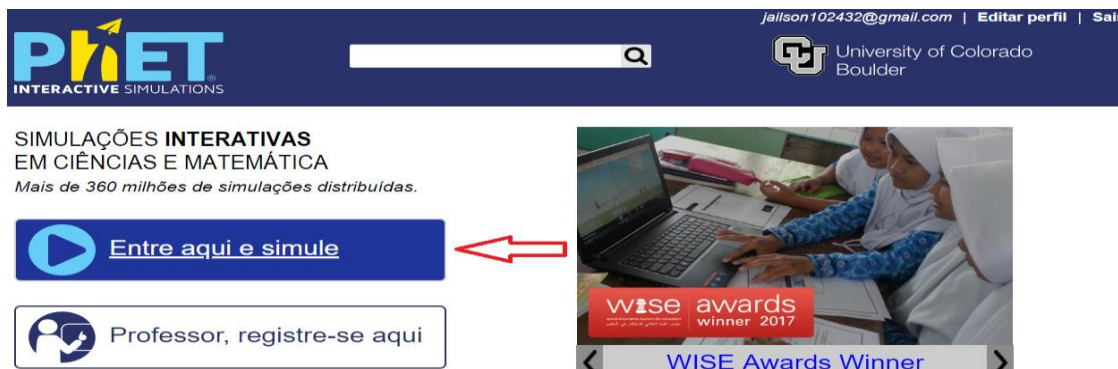 jailson102432@gmail.com | Editar perfil | Sai
PhET
INTERACTIVE SIMULATIONS
University of Colorado
Boulder
SIMULAÇÕES INTERATIVAS
EM CIÊNCIAS E MATEMÁTICA
Mais de 360 milhões de simulações distribuídas.
Entre aqui e simule
Professor, registre-se aqui
wise awards
winner 2017
WISE Awards Winner